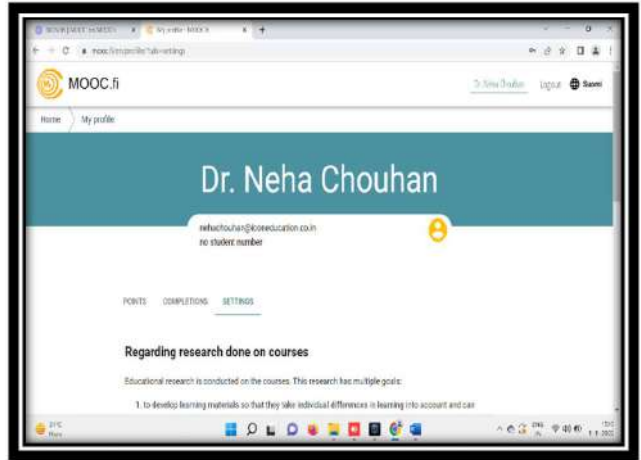 MOOC.fi
Dr. Neha Chouhan
Logout
Suomi
Home
My profile
Dr. Neha Chouhan
nehachouhan@iconeducation.co.in
no student number
POINTS COMPLETIONS SETTINGS
Regarding research done on courses
Educational research is conducted on the courses. This research has multiple goals:
1. to develop learning materials so that they take individual differences in learning into account and can